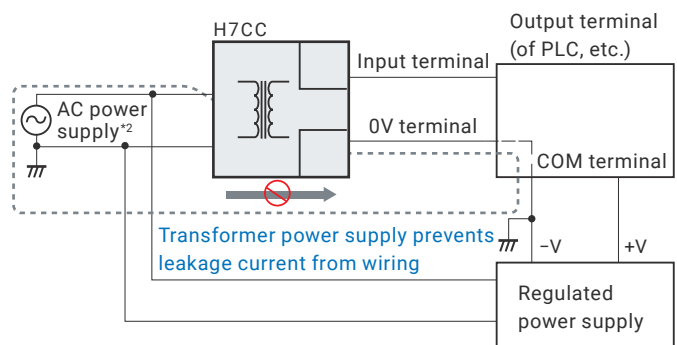 H7CC
Output terminal
(of PLC, etc.)
Input terminal
AC power
supply*2
0V terminal
COM terminal
Transformer power supply prevents
leakage current from wiring
−V
+V
Regulated
power supply